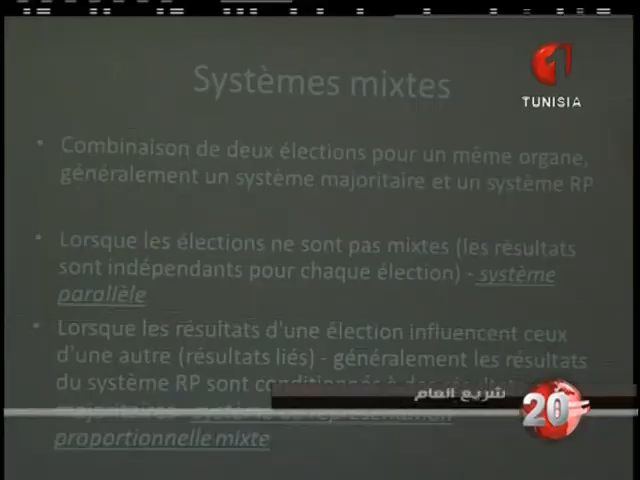 TUNISIA
Systèmes mixtes
• Combinaison de deux élections pour un même organe,
généralement un système majoritaire et un système RP
• Lorsque les élections ne sont pas mixtes (les résultats
sont indépendants pour chaque élection) - système
parallèle
• Lorsque les résultats d'une élection influencent ceux
d'une autre (résultats liés) - généralement les résultats
du système RP sont conditionnés à
proportionnelle mixte
20